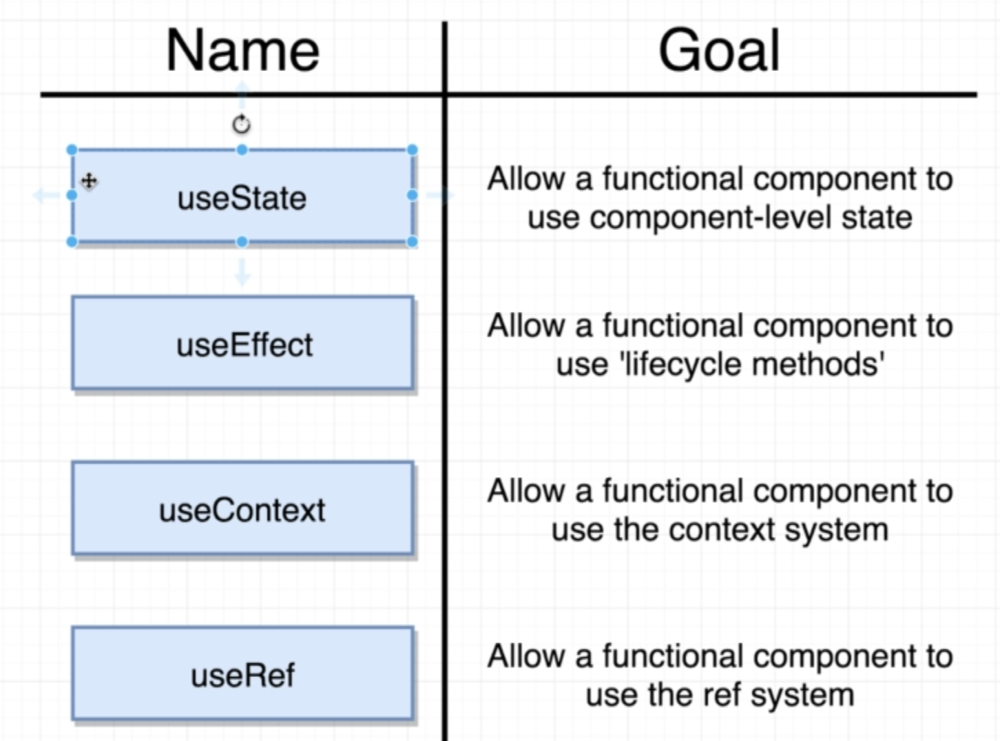 Name
Goal
useState
Allow a functional component to
use component-level state
useEffect
Allow a functional component to
use 'lifecycle methods'
useContext
Allow a functional component to
use the context system
useRef
Allow a functional component to
use the ref system